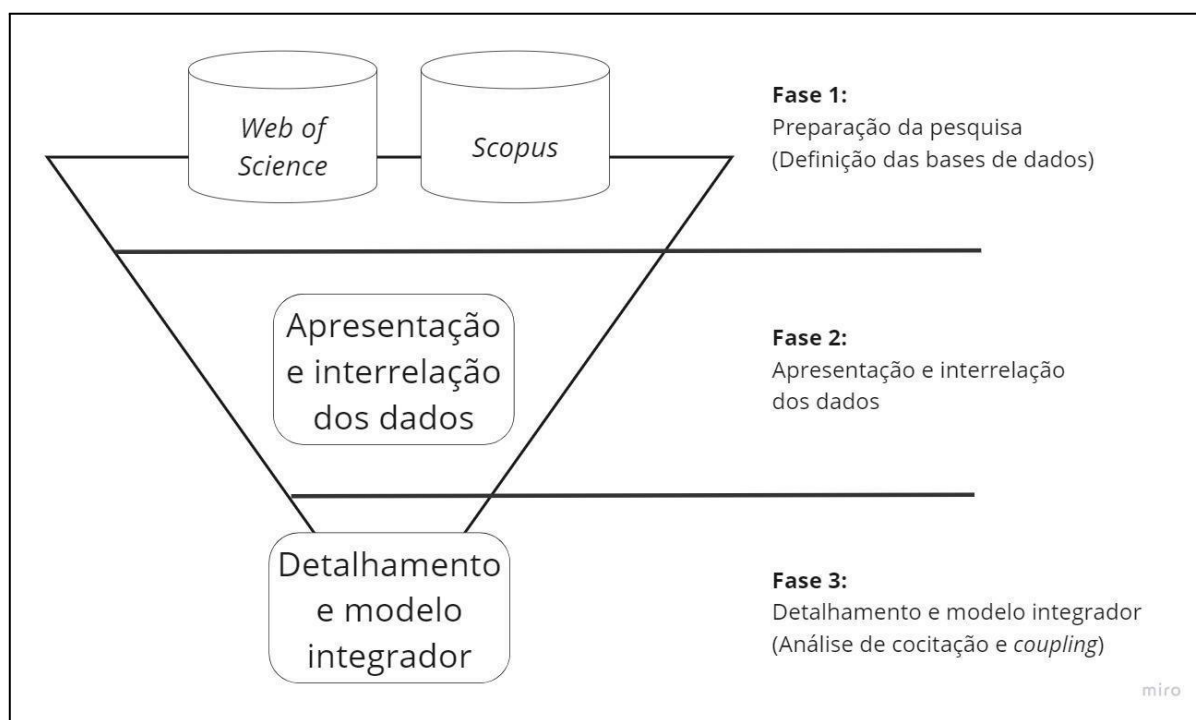 Web of
Science
Scopus
Fase 1:
Preparação da pesquisa
(Definição das bases de dados)
Apresentação
e interrelação
dos dados
Fase 2:
Apresentação e interrelação
dos dados
Detalhamento
e modelo
integrador
Fase 3:
Detalhamento e modelo integrador
(Análise de cocitação e coupling)
miro